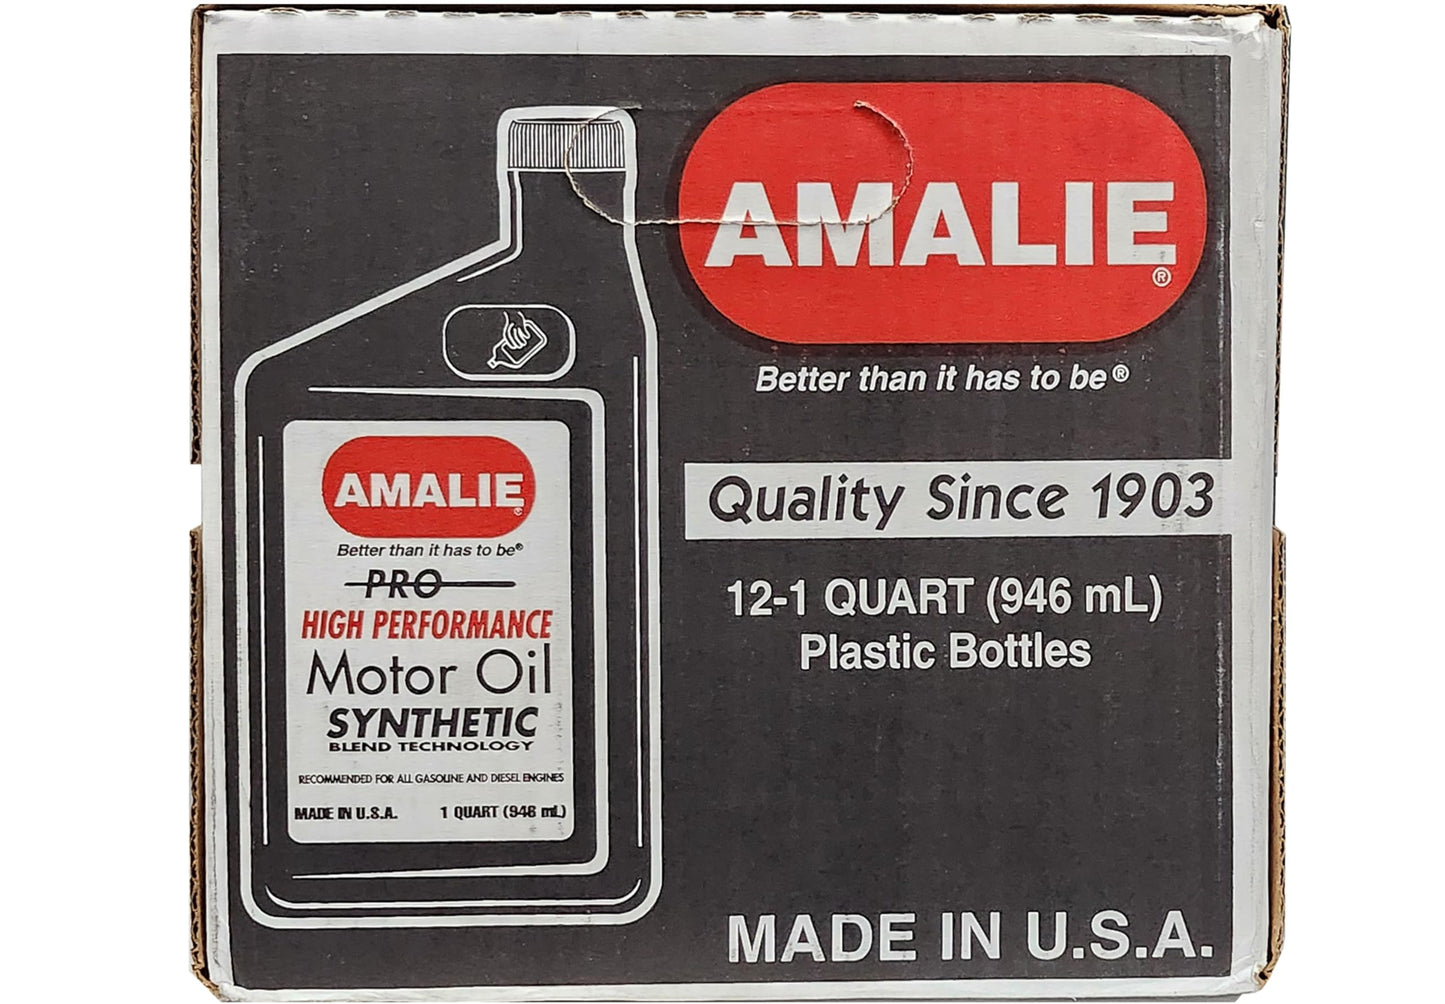 AMALIE®
Better than it has to be®
Quality Since 1903
12-1 QUART (946 mL)
Plastic Bottles
MADE IN U.S.A.
AMALIE®
Better than it has to be®
PRO
HIGH PERFORMANCE
Motor Oil
SYNTHETIC
BLEND TECHNOLOGY
RECOMMENDED FOR ALL GASOLINE AND DIESEL ENGINES
MADE IN U.S.A. 1 QUART (946 mL)